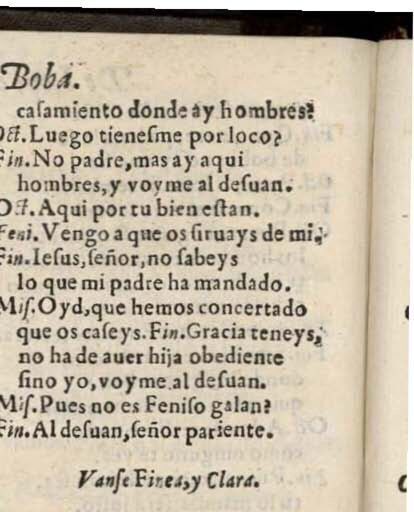 Boba.
casamiento donde ay hombres?
Oct. Luego tienesme por loco?
Fin. No padre, mas ay aqui
hombres, y voyme al desuan.
Oct. Aqui por tu bien estan.
Feni. Vengo a que os siruays de mi,
Fin. Iesus, señor, no sabeys
lo que mi padre ha mandado.
Mis. Oyd, que hemos concertado
que os caseys. Fin. Gracia teneys,
no ha de auer hija obediente
sino yo, voyme al desuan.
Mis. Pues no es Feniso galan?
Fin. Al desuan, señor pariente.
Vanse Finea, y Clara.